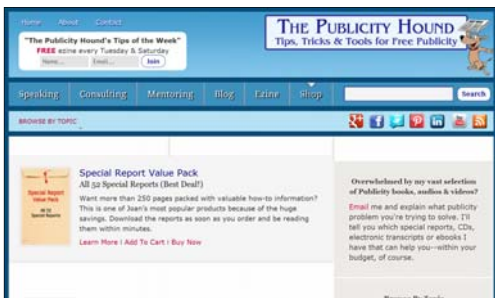 Home About Contact
"The Publicity Hound's Tips of the Week"
FREE ezine every Tuesday & Saturday
Name... Email... Join
THE PUBLICITY HOUND
Tips, Tricks & Tools for Free Publicity
Speaking Consulting Mentoring Blog Ezine Shop Search
BROWSE BY TOPIC
Special Report Value Pack
All 52 Special Reports (Best Deal!)
Want more than 250 pages packed with valuable how-to information?
This is one of Joan's most popular products because of the huge
savings. Download the reports as soon as you order and be reading
them within minutes.
Learn More | Add To Cart | Buy Now
Special Report
Value Pack
All 52
Special Reports
Overwhelmed by my vast selection
of Publicity books, audios & videos?
Email me and explain what publicity
problem you're trying to solve. I'll
tell you which special reports, CDs,
electronic transcripts or ebooks I
have that can help you--within your
budget, of course.
Browse By Topic